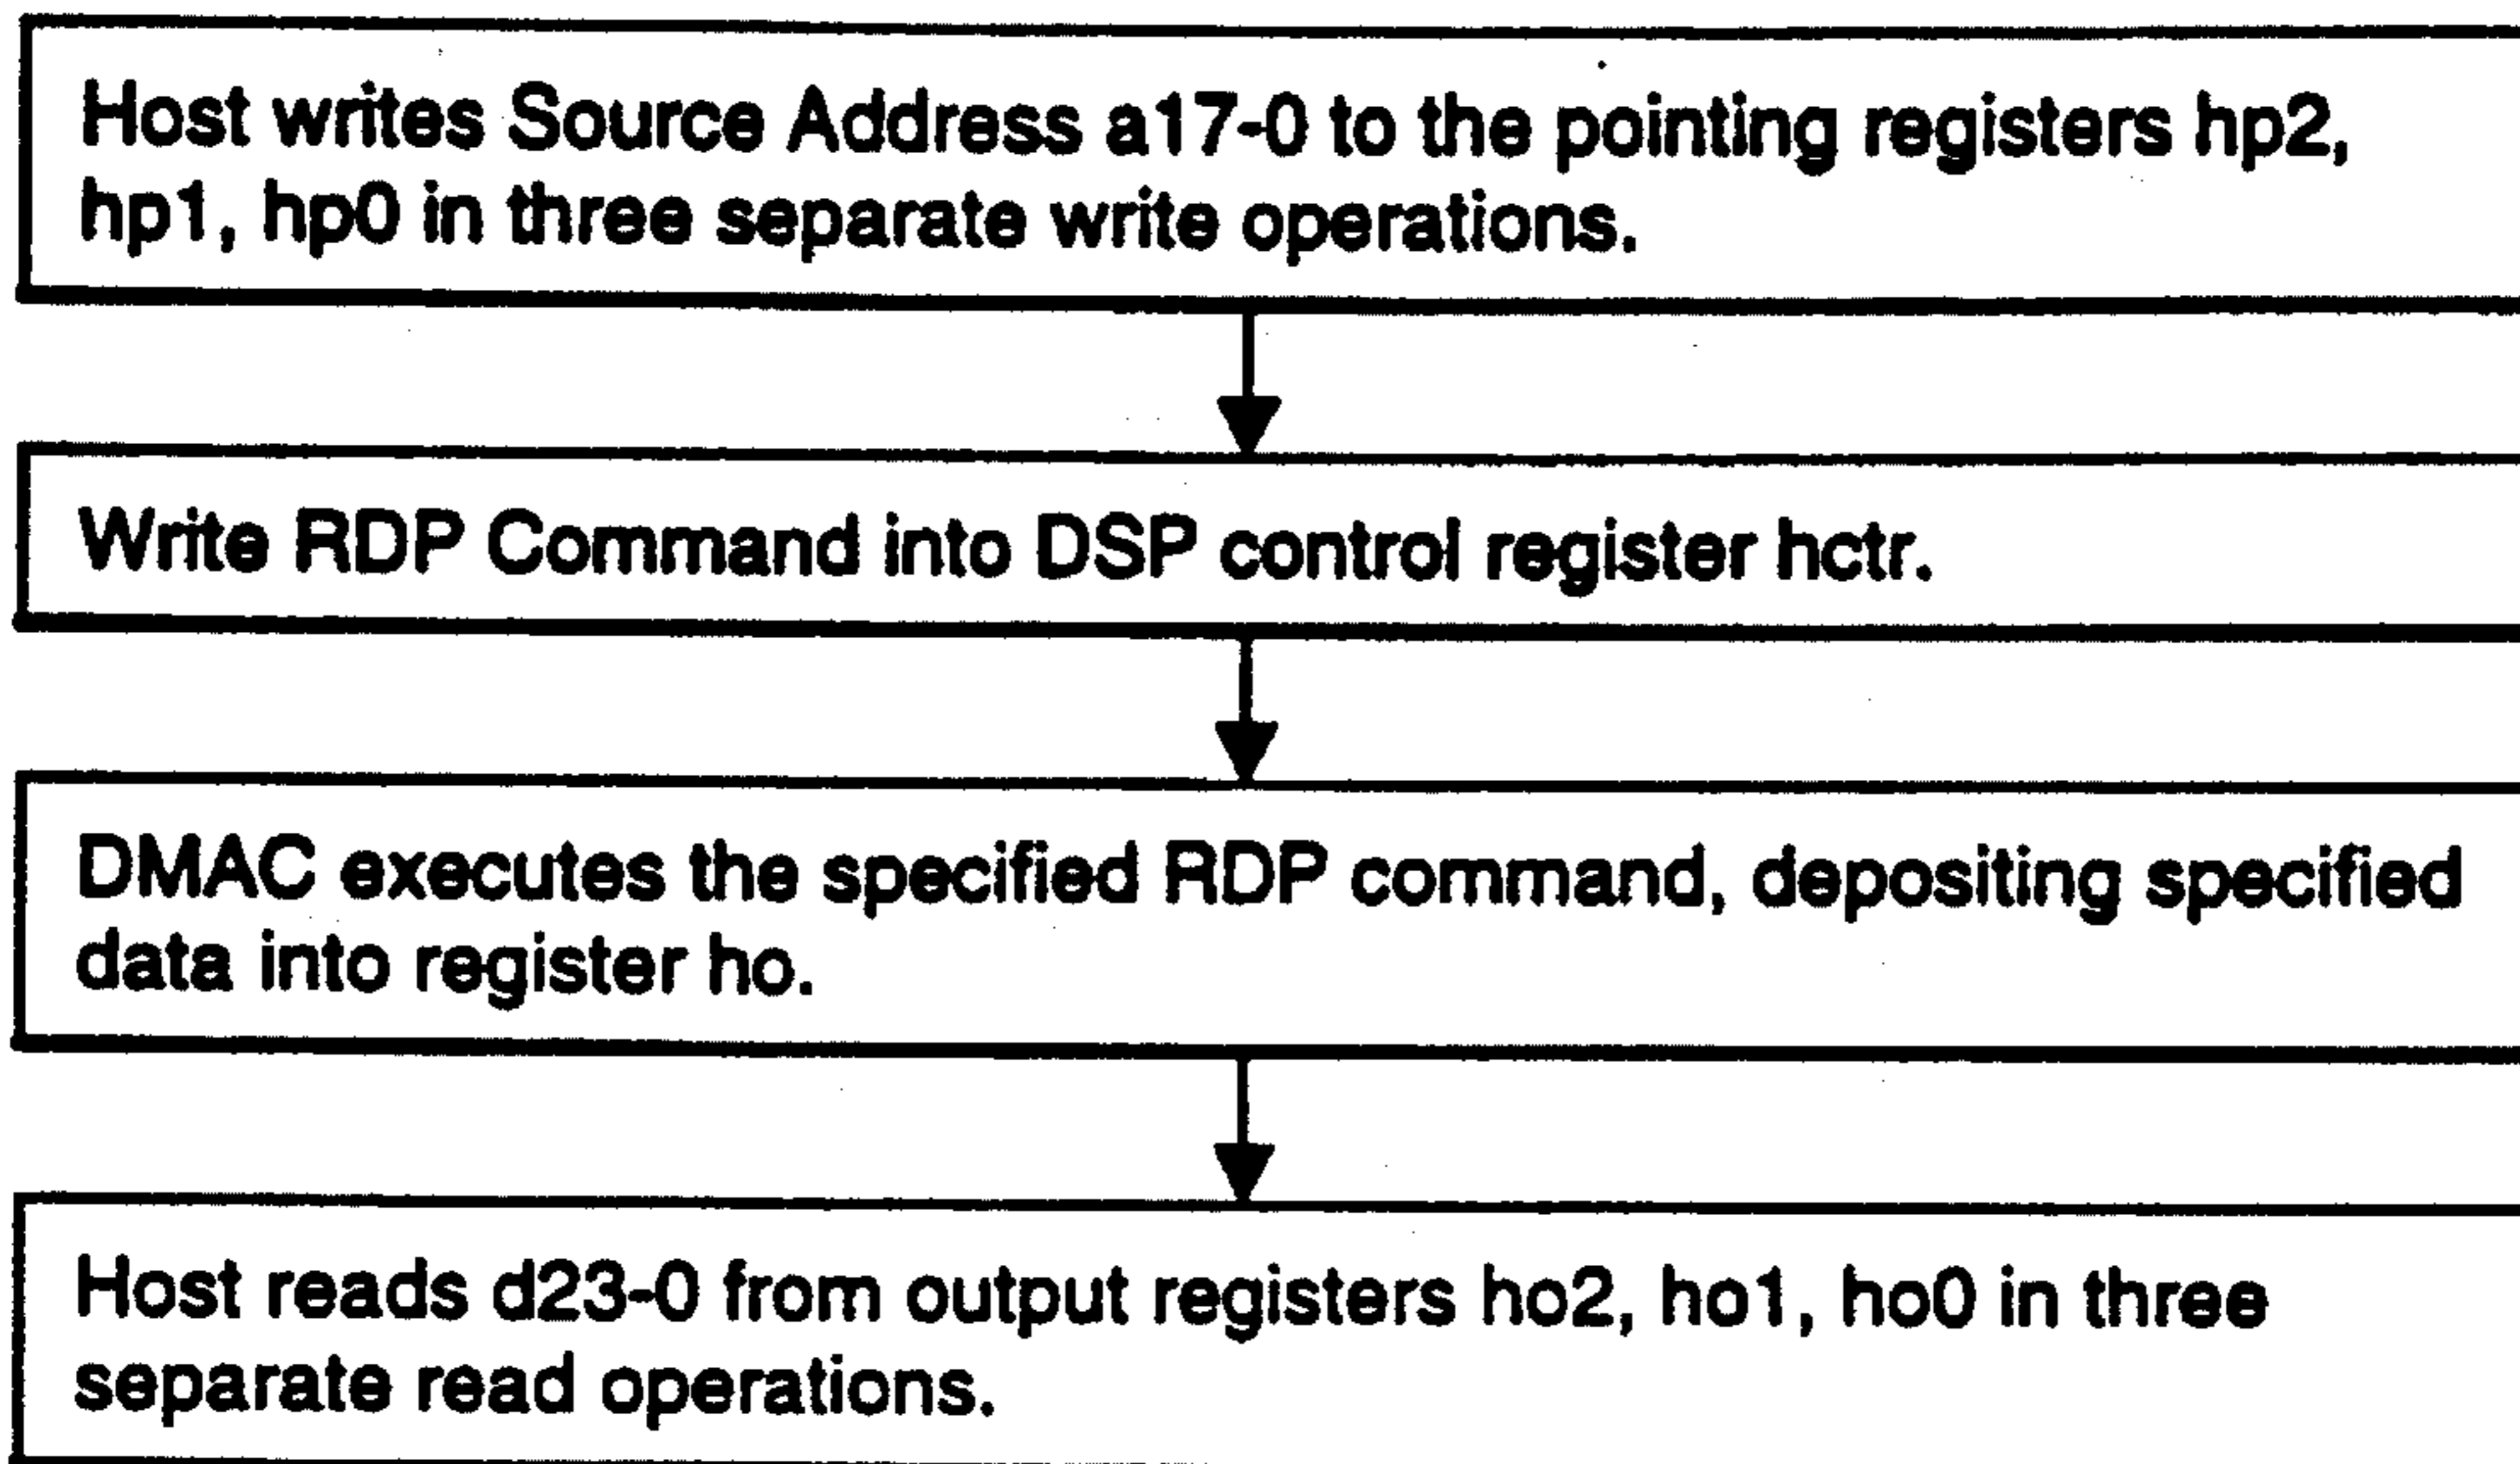 Host writes Source Address a17-0 to the pointing registers hp2,
hp1, hp0 in three separate write operations.
Write RDP Command into DSP control register hctr.
DMAC executes the specified RDP command, depositing specified
data into register ho.
Host reads d23-0 from output registers ho2, ho1, ho0 in three
separate read operations.